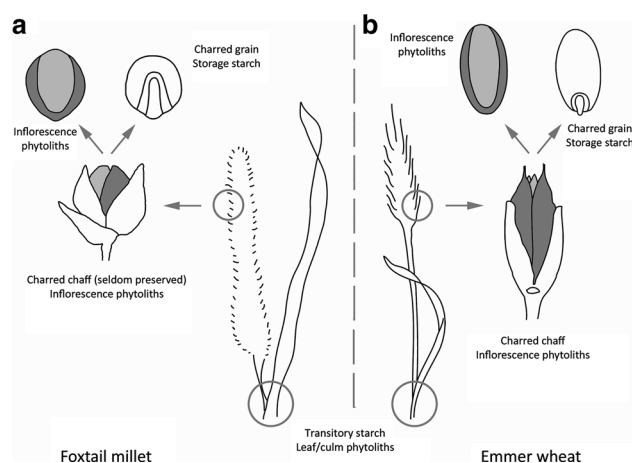 a
Charred grain
Storage starch
Inflorescence
phytoliths
Charred chaff (seldom preserved)
Inflorescence phytoliths
Foxtail millet
b
Inflorescence
phytoliths
Charred grain
Storage starch
Charred chaff
Inflorescence phytoliths
Transitory starch
Leaf/culm phytoliths
Emmer wheat